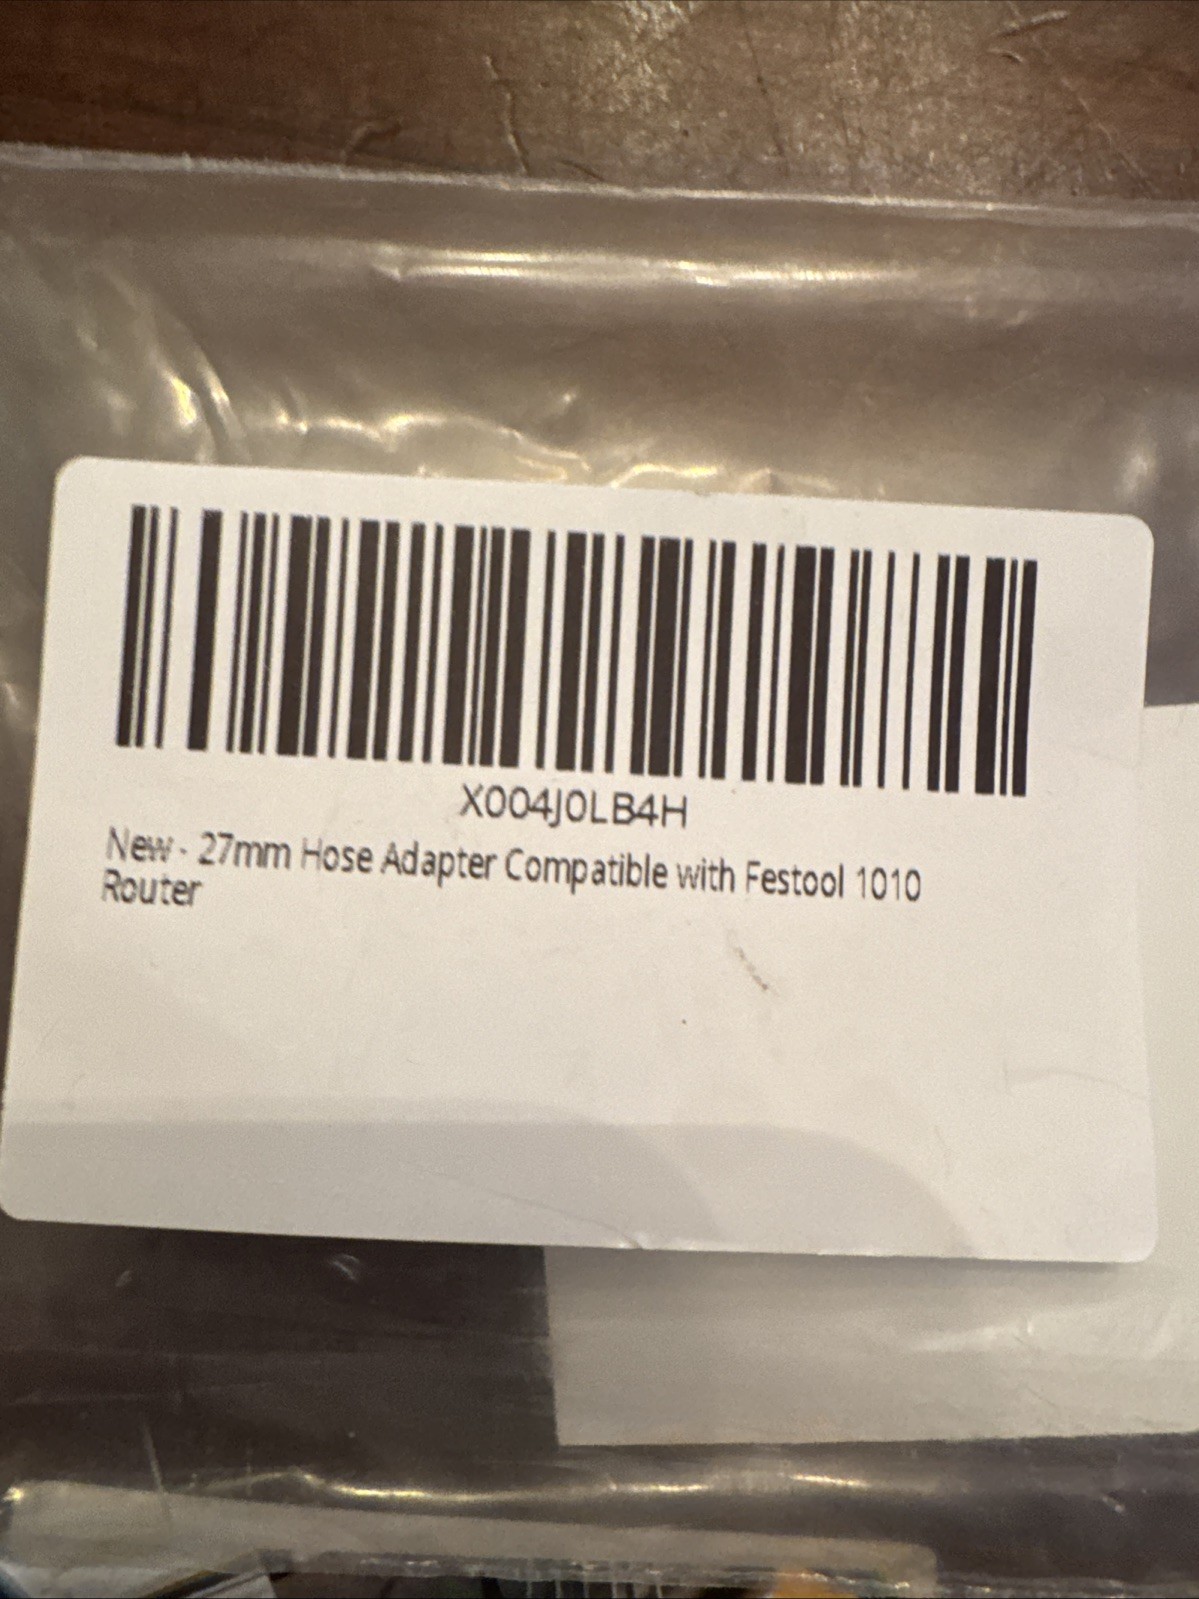 X004J0LB4H
New - 27mm Hose Adapter Compatible with Festool 1010
Router